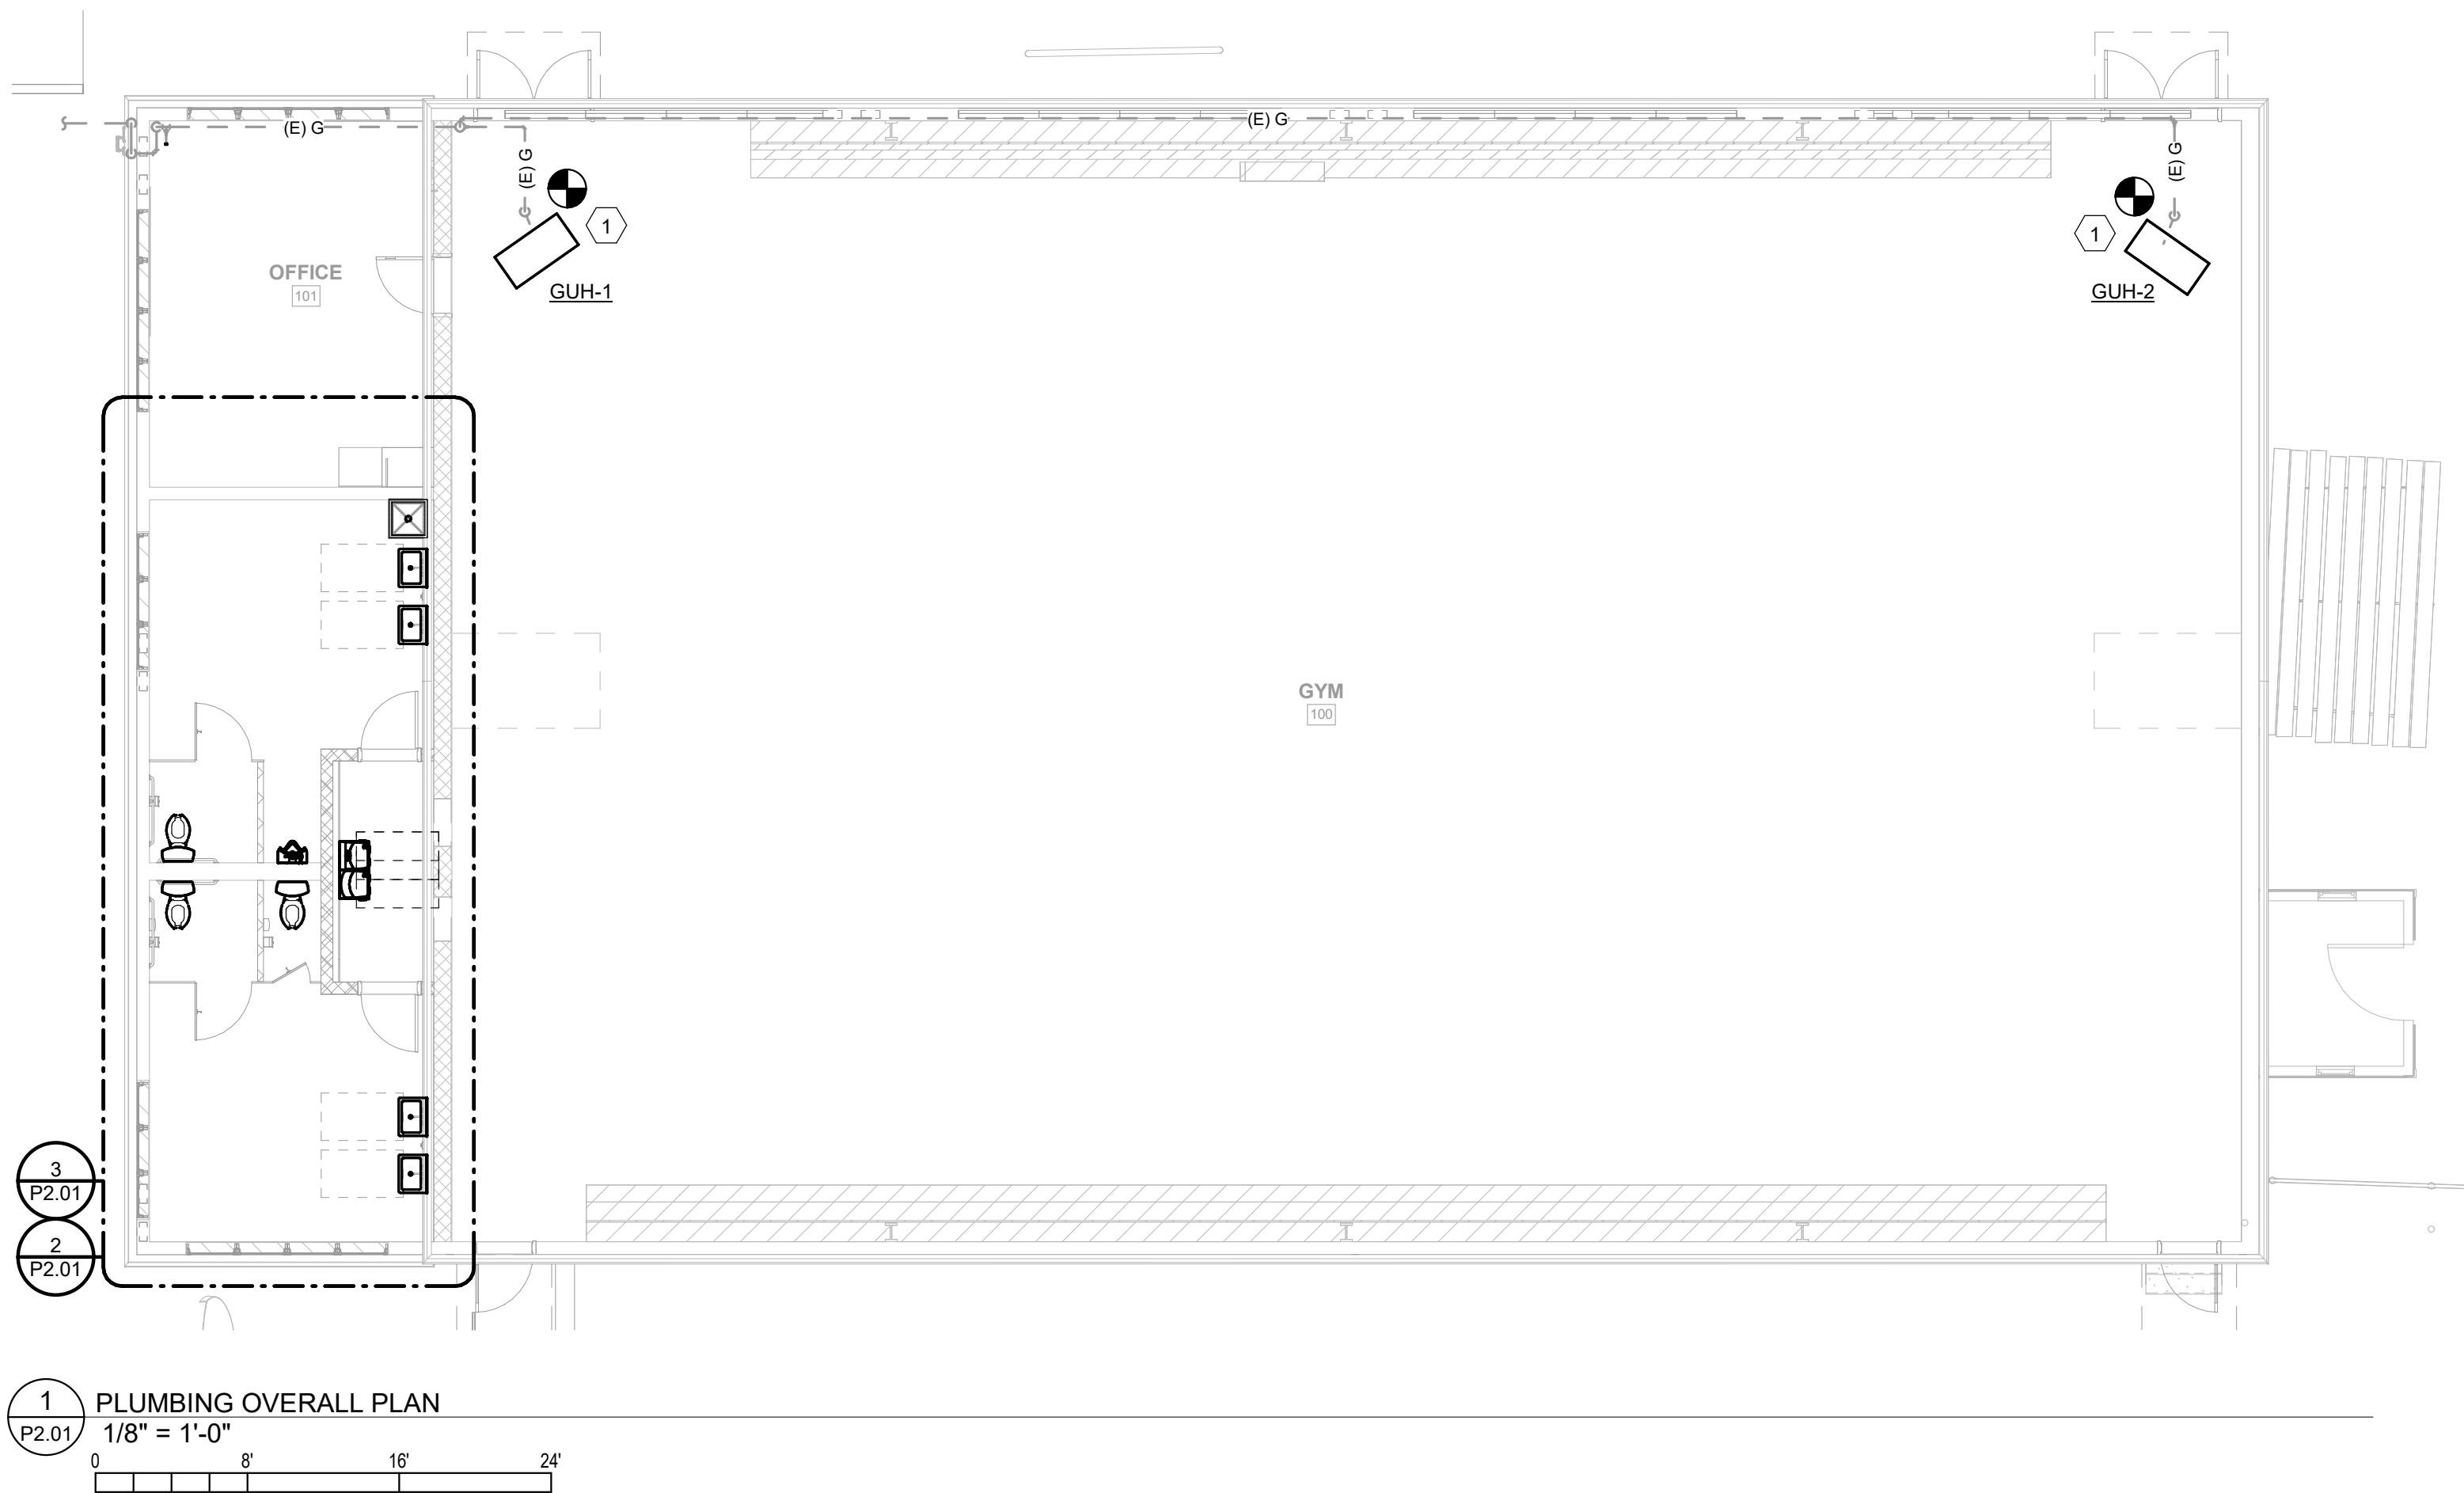 (E) G
(E) G
(E) G
(E) G
1
1
OFFICE
101
GUH-1
GUH-2
GYM
100
3
P2.01
2
P2.01
1
P2.01
PLUMBING OVERALL PLAN
1/8" = 1'-0"
0 8' 16' 24'